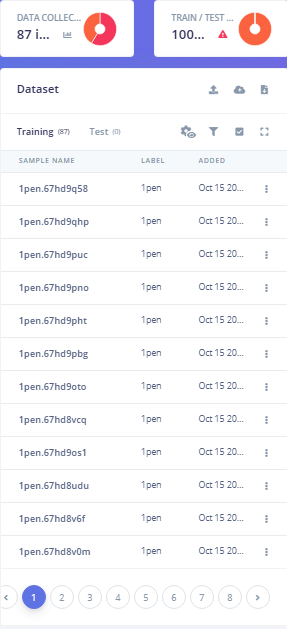 DATA COLLEC...
87 i...
TRAIN / TEST ...
100...
Dataset
Training (87)
Test (0)
SAMPLE NAME LABEL ADDED
1pen.67hd9q58 1pen Oct 15 20...
1pen.67hd9qhp 1pen Oct 15 20...
1pen.67hd9puc 1pen Oct 15 20...
1pen.67hd9pno 1pen Oct 15 20...
1pen.67hd9pht 1pen Oct 15 20...
1pen.67hd9pbg 1pen Oct 15 20...
1pen.67hd9oto 1pen Oct 15 20...
1pen.67hd8vcq 1pen Oct 15 20...
1pen.67hd9os1 1pen Oct 15 20...
1pen.67hd8udu 1pen Oct 15 20...
1pen.67hd8v6f 1pen Oct 15 20...
1pen.67hd8v0m 1pen Oct 15 20...
1 2 3 4 5 6 7 8